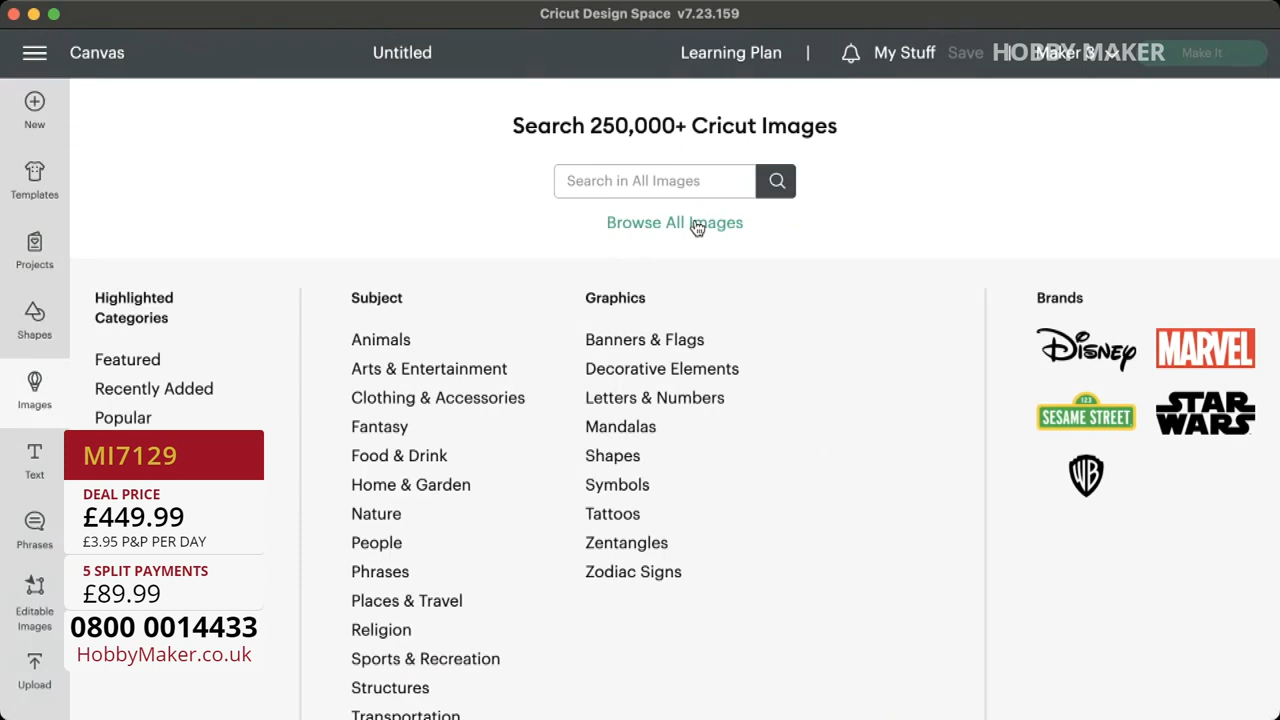 Cricut Design Space v7.23.159
Canvas
Untitled
Learning Plan |
My Stuff
Save
HOBBY MAKER
Maker 3
Make It
New
Templates
Projects
Shapes
Images
Text
Phrases
Editable
Images
Upload
Search 250,000+ Cricut Images
Search in All Images
Browse All Images
Highlighted
Categories
Featured
Recently Added
Popular
MI7129
DEAL PRICE
£449.99
£3.95 P&P PER DAY
5 SPLIT PAYMENTS
£89.99
0800 0014433
HobbyMaker.co.uk
Subject
Animals
Arts & Entertainment
Clothing & Accessories
Fantasy
Food & Drink
Home & Garden
Nature
People
Phrases
Places & Travel
Religion
Sports & Recreation
Structures
Transportation
Graphics
Banners & Flags
Decorative Elements
Letters & Numbers
Mandalas
Shapes
Symbols
Tattoos
Zentangles
Zodiac Signs
Brands
Disney
MARVEL
123
SESAME STREET
STAR
WARS
WB